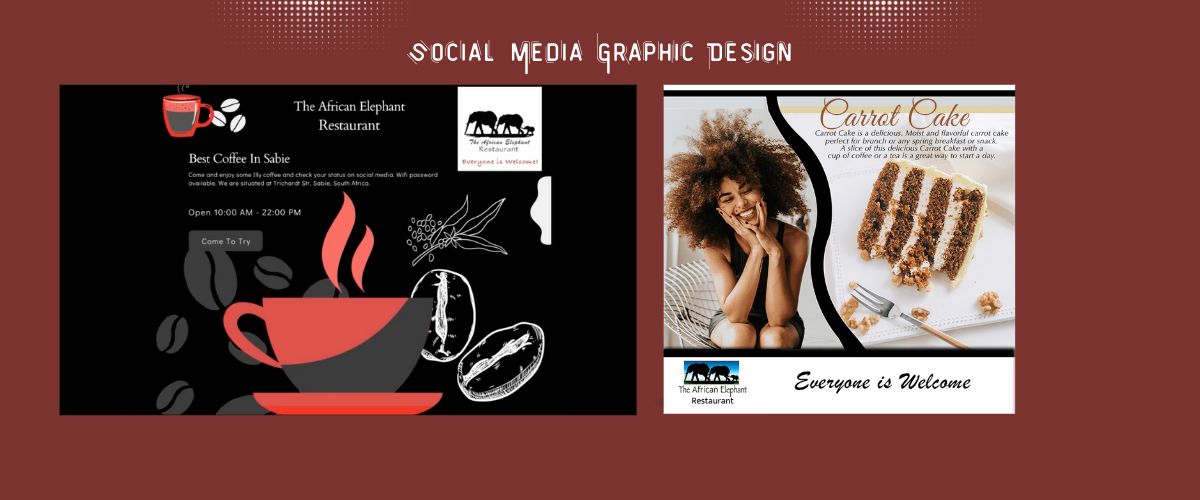 Social Media Graphic Design
The African Elephant
Restaurant
The African Elephant
Restaurant
Everyone is Welcome!
Best Coffee In Sabie
Come and enjoy some Illy coffee and check your status on social media. Wifi password
available. We are situated at Trichardt Str, Sabie, South Africa.
Open 10:00 AM - 22:00 PM
Come To Try
Carrot Cake
Carrot Cake is a delicious. Moist and flavorful carrot cake
perfect for brunch or any spring breakfast or snack.
A slice of this delicious Carrot Cake with a
cup of coffee or a tea is a great way to start a day.
The African Elephant
Restaurant
Everyone is Welcome